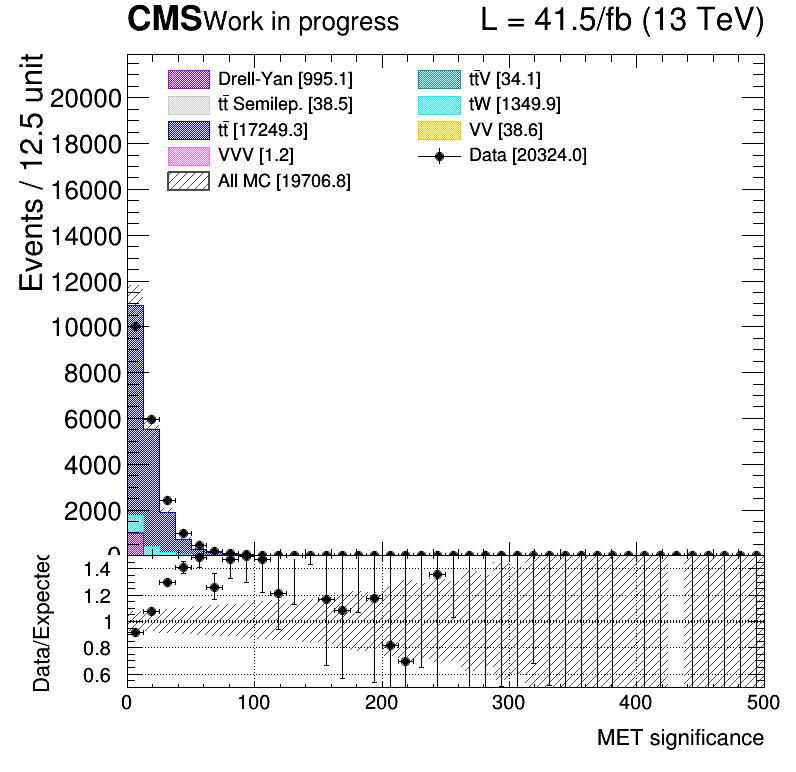 CMS Work in progress L = 41.5/fb (13 TeV)
Events / 12.5 unit
Drell-Yan [995.1]
tt̄ Semilep. [38.5]
tt̄ [17249.3]
VVV [1.2]
All MC [19706.8]
tt̄V [34.1]
tW [1349.9]
VV [38.6]
Data [20324.0]
20000
18000
16000
14000
12000
10000
8000
6000
4000
2000
0
Data/Expected
1.4
1.2
1
0.8
0.6
0 100 200 300 400 500
MET significance